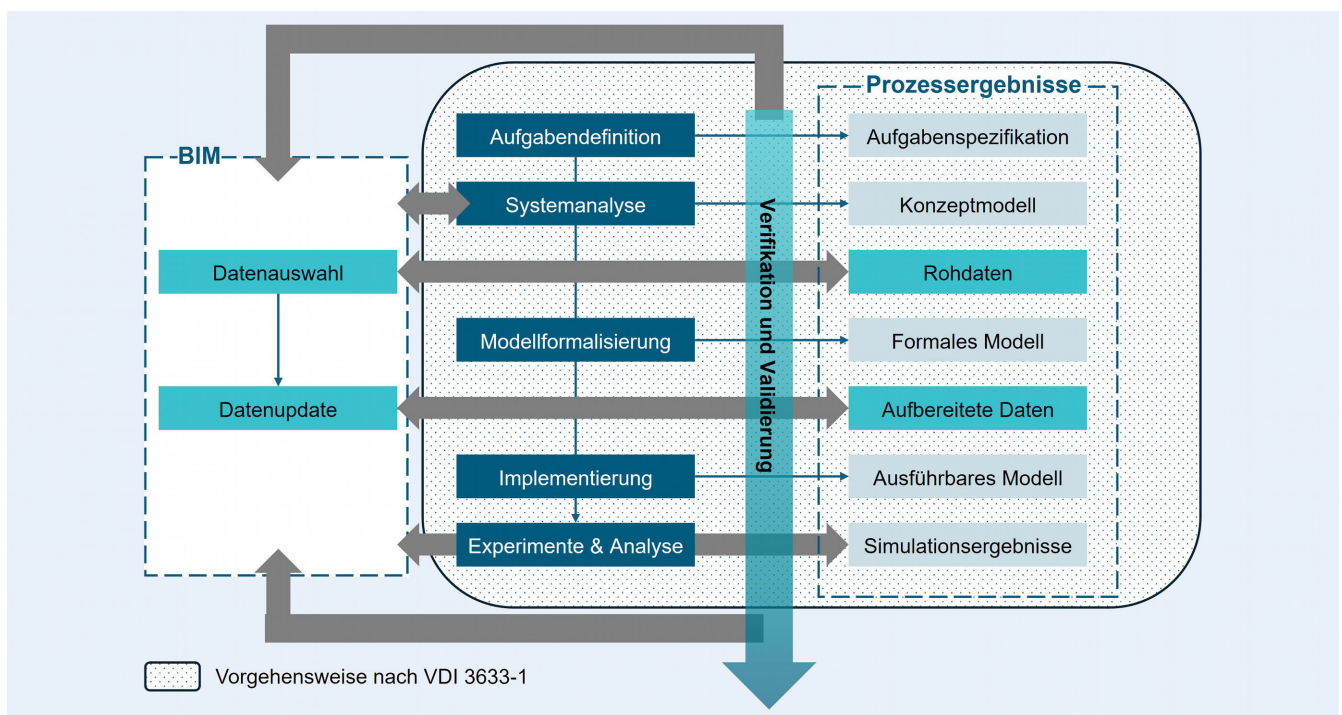 Prozessergebnisse
Aufgabendefinition
Aufgabenspezifikation
BIM
Systemanalyse
Konzeptmodell
Verifikation und Validierung
Datenauswahl
Rohdaten
Modellformalisierung
Formales Modell
Datenupdate
Aufbereitete Daten
Implementierung
Ausführbares Modell
Experimente & Analyse
Simulationsergebnisse
Vorgehensweise nach VDI 3633-1